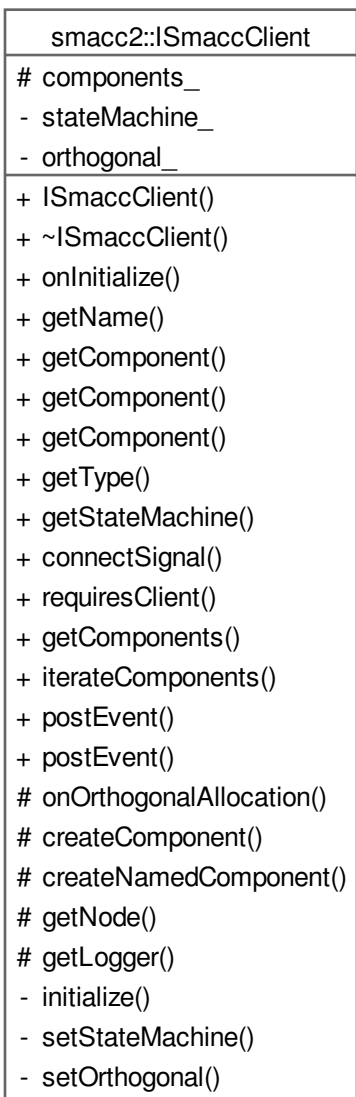 smacc2::ISmaccClient
# components_
- stateMachine_
- orthogonal_
+ ISmaccClient()
+ ~ISmaccClient()
+ onInitialize()
+ getName()
+ getComponent()
+ getComponent()
+ getComponent()
+ getType()
+ getStateMachine()
+ connectSignal()
+ requiresClient()
+ getComponents()
+ iterateComponents()
+ postEvent()
+ postEvent()
# onOrthogonalAllocation()
# createComponent()
# createNamedComponent()
# getNode()
# getLogger()
- initialize()
- setStateMachine()
- setOrthogonal()